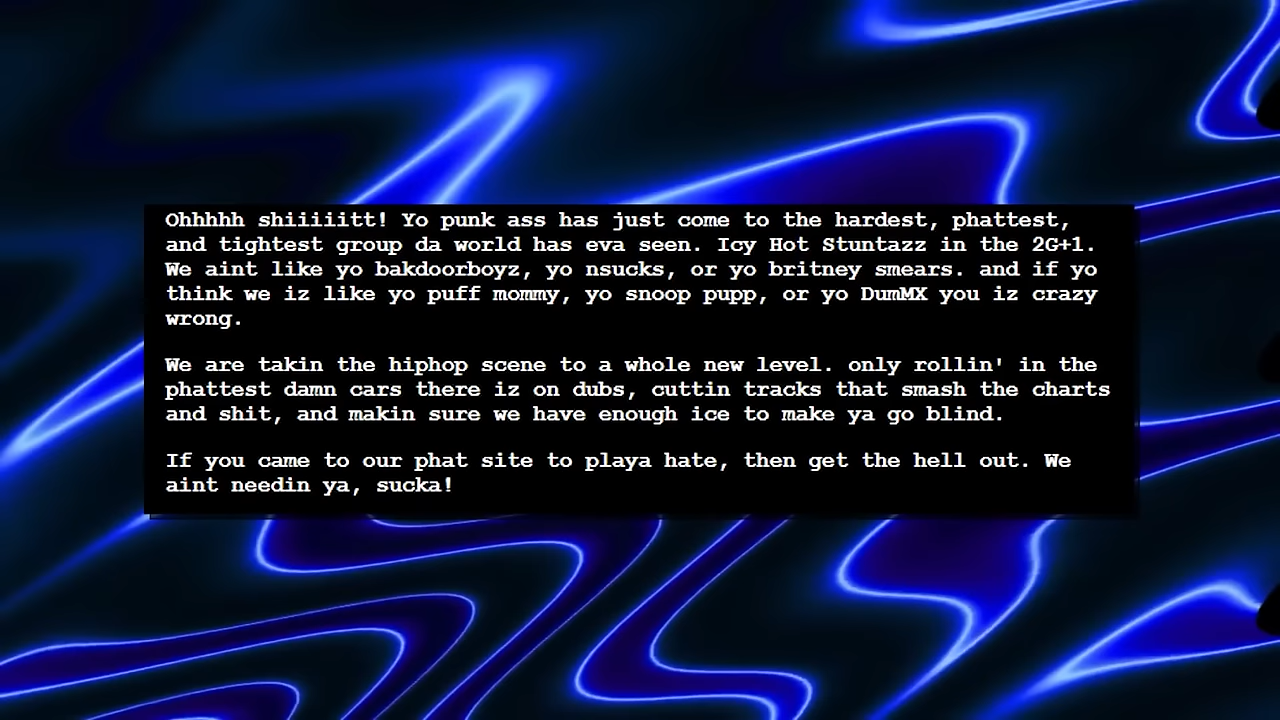 Ohhhhh shiiiiitt! Yo punk ass has just come to the hardest, phattest,
and tightest group da world has eva seen. Icy Hot Stuntazz in the 2G+1.
We aint like yo bakdoorboyz, yo nsucks, or yo britney smears. and if yo
think we iz like yo puff mommy, yo snoop pupp, or yo DumMX you iz crazy
wrong.
We are takin the hiphop scene to a whole new level. only rollin' in the
phattest damn cars there iz on dubs, cuttin tracks that smash the charts
and shit, and makin sure we have enough ice to make ya go blind.
If you came to our phat site to playa hate, then get the hell out. We
aint needin ya, sucka!